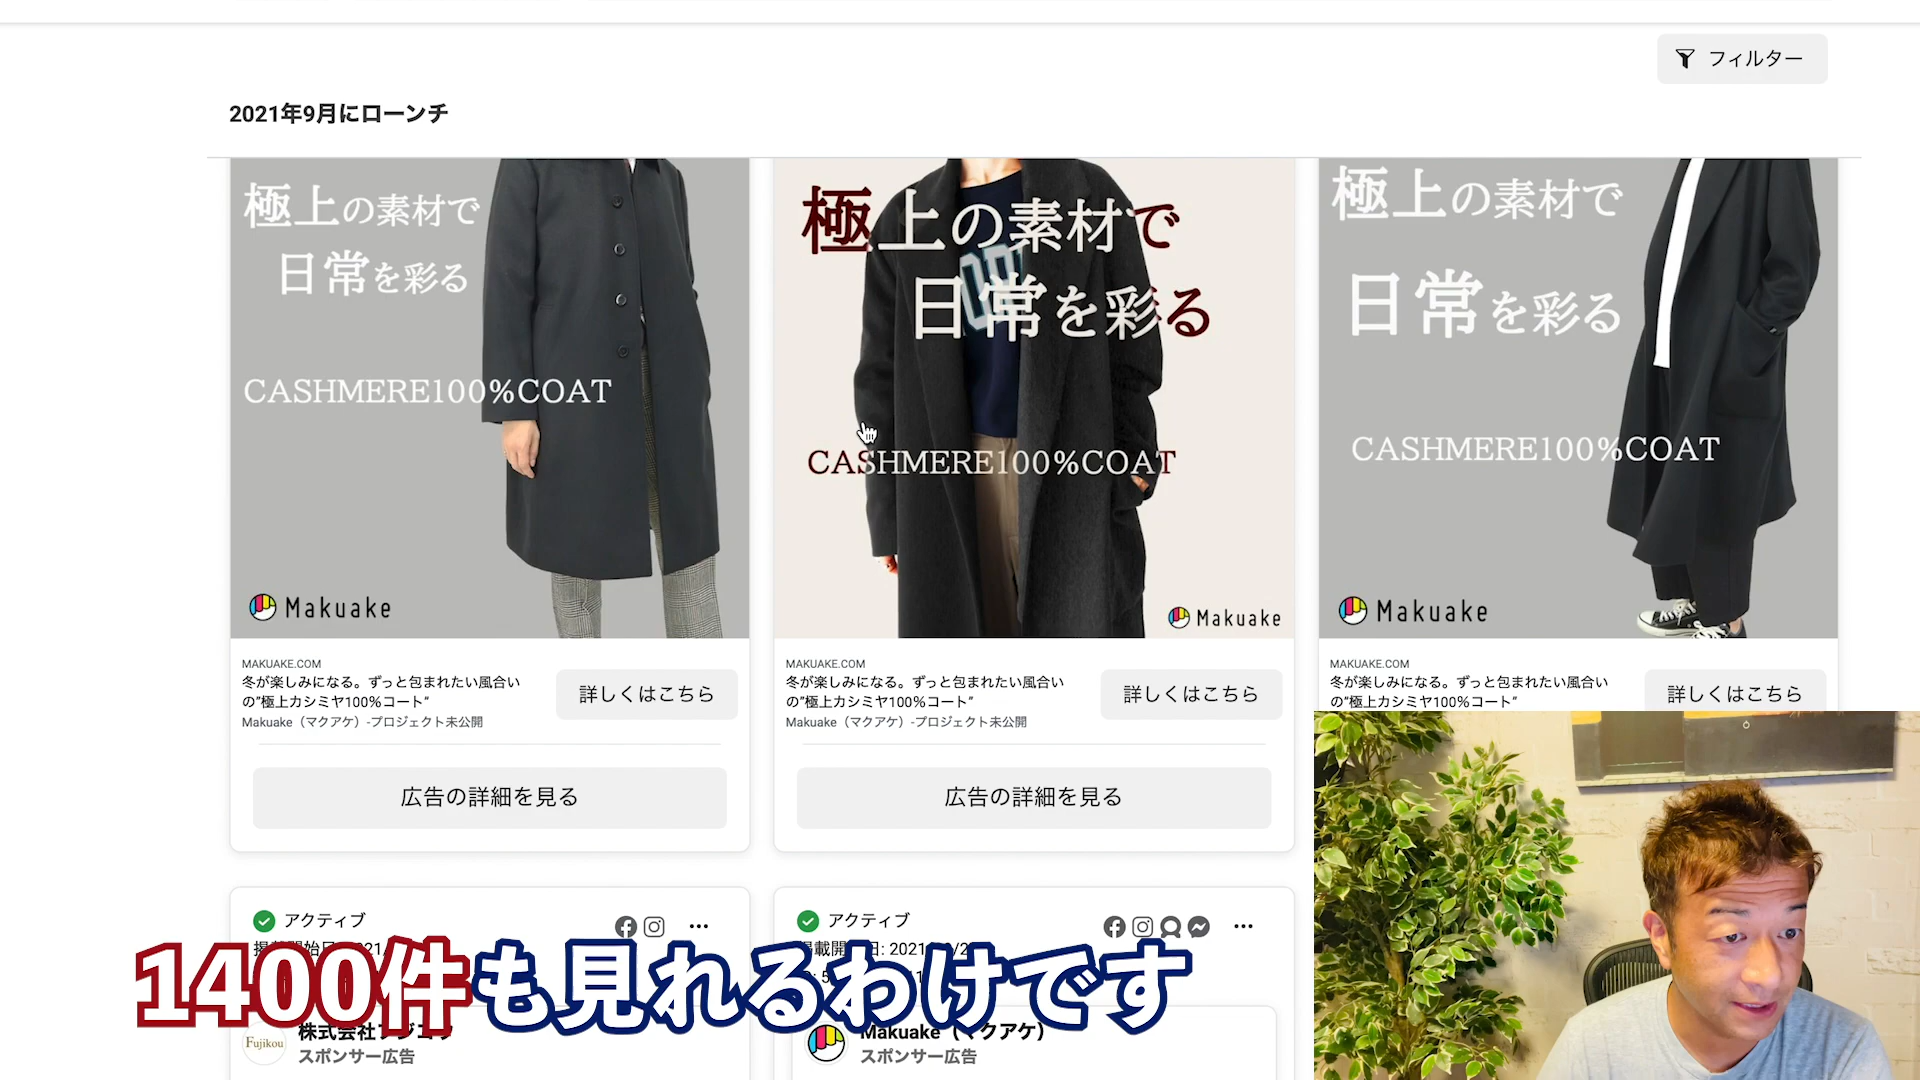 フィルター
2021年9月にローンチ
極上の素材で
日常を彩る
CASHMERE100%COAT
Makuake
MAKUAKE.COM
冬が楽しみになる。ずっと包まれたい風合い
の”極上カシミヤ100%コート“
Makuake（マクアケ）-プロジェクト未公開
詳しくはこちら
広告の詳細を見る
極上の素材で
日常を彩る
CASHMERE100%COAT
Makuake
MAKUAKE.COM
冬が楽しみになる。ずっと包まれたい風合い
の”極上カシミヤ100%コート“
Makuake（マクアケ）-プロジェクト未公開
詳しくはこちら
広告の詳細を見る
極上の素材で
日常を彩る
CASHMERE100%COAT
Makuake
MAKUAKE.COM
冬が楽しみになる。ずっと包まれたい風合い
の”極上カシミヤ100%コート“
詳しくはこちら
アクティブ
Fujikou
スポンサー広告
アクティブ
Makuake（マクアケ）
スポンサー広告
1400件も見れるわけです